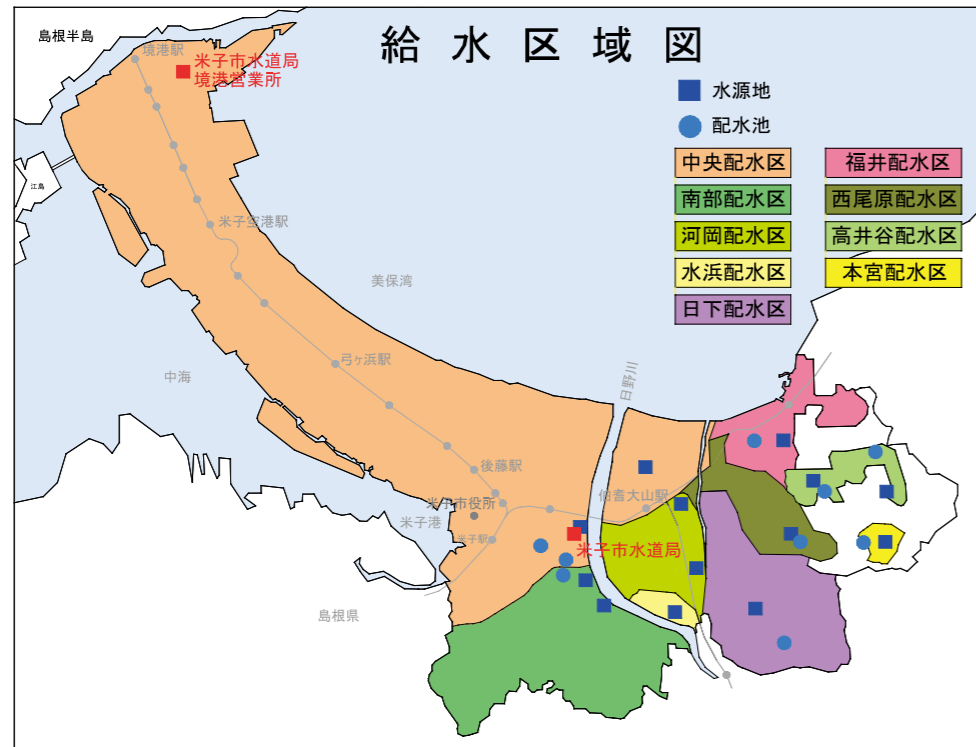 給水区域図
島根半島
境港駅
米子市水道局
境港営業所
水源地
配水池
中央配水区
福井配水区
南部配水区
西尾原配水区
河岡配水区
高井谷配水区
水浜配水区
本宮配水区
日下配水区
江島
米子空港駅
美保湾
弓ヶ浜駅
中海
日野川
後藤駅
伯耆大山駅
米子市役所
米子港
米子駅
米子市水道局
島根県